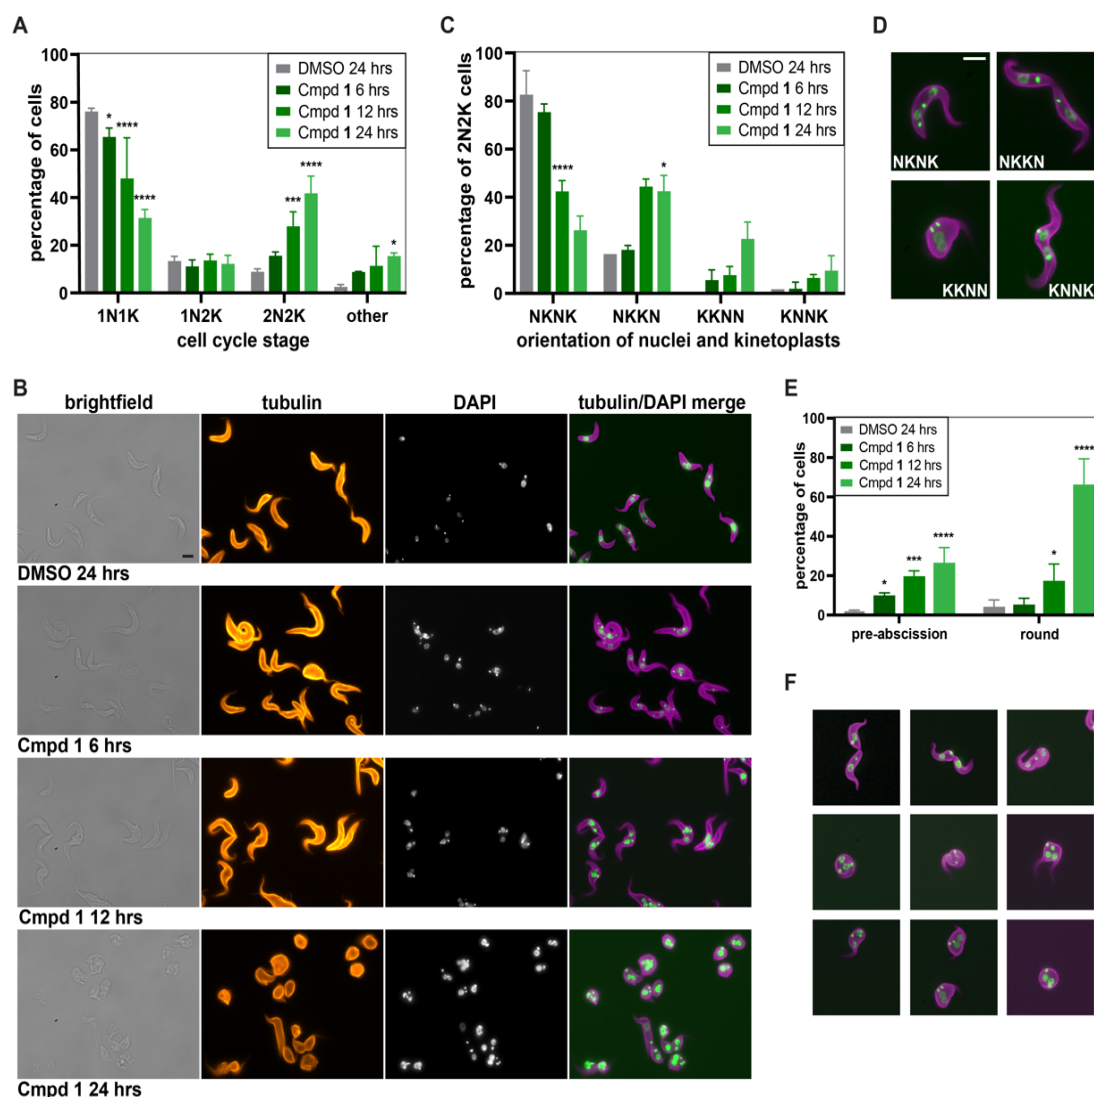 A
percentage of cells
100
80
60
40
20
0
DMSO 24 hrs
Cmpd 1 6 hrs
Cmpd 1 12 hrs
Cmpd 1 24 hrs
* **** ****
*** ****
*
1N1K 1N2K 2N2K other
cell cycle stage
C
percentage of 2N2K cells
100
80
60
40
20
0
DMSO 24 hrs
Cmpd 1 6 hrs
Cmpd 1 12 hrs
Cmpd 1 24 hrs
**** *
NKNK NKKN KKNN KNNK
orientation of nuclei and kinetoplasts
D
NKNK NKKN
KKNN KNNK
B
brightfield tubulin DAPI tubulin/DAPI merge
DMSO 24 hrs
Cmpd 1 6 hrs
Cmpd 1 12 hrs
Cmpd 1 24 hrs
E
percentage of cells
100
80
60
40
20
0
DMSO 24 hrs
Cmpd 1 6 hrs
Cmpd 1 12 hrs
Cmpd 1 24 hrs
* *** ****
* ****
pre-abscission round
F